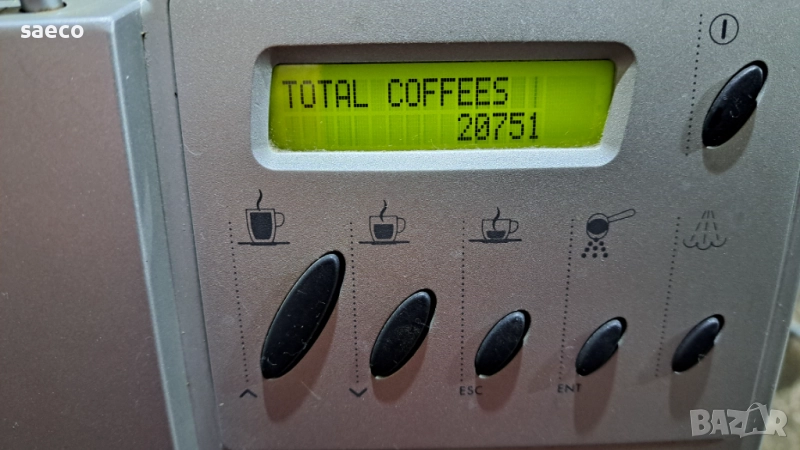 saeco
TOTAL COFFEES
20751
ESC
ENT
BAZAR